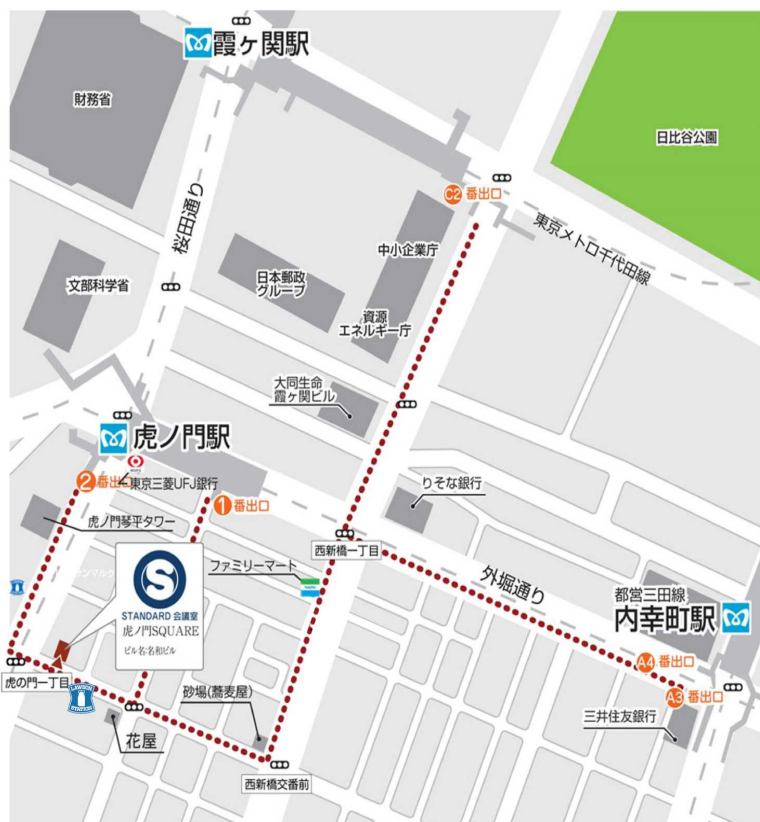 霞ヶ関駅
財務省
日比谷公園
C2 番出口
桜田通り
中小企業庁
東京メトロ千代田線
文部科学省
日本郵政
グループ
資源
エネルギー庁
大同生命
霞ヶ関ビル
虎ノ門駅
2 番出口
東京三菱UFJ銀行
りそな銀行
1 番出口
虎ノ門琴平タワー
西新橋一丁目
ファミリーマート
外堀通り
サンマルク
S
STANDARD 会議室
虎ノ門SQUARE
ビル名:名和ビル
都営三田線
内幸町駅
A4 番出口
虎の門一丁目
LAWSON
STATION
砂場(蕎麦屋)
A3 番出口
三井住友銀行
花屋
西新橋交番前